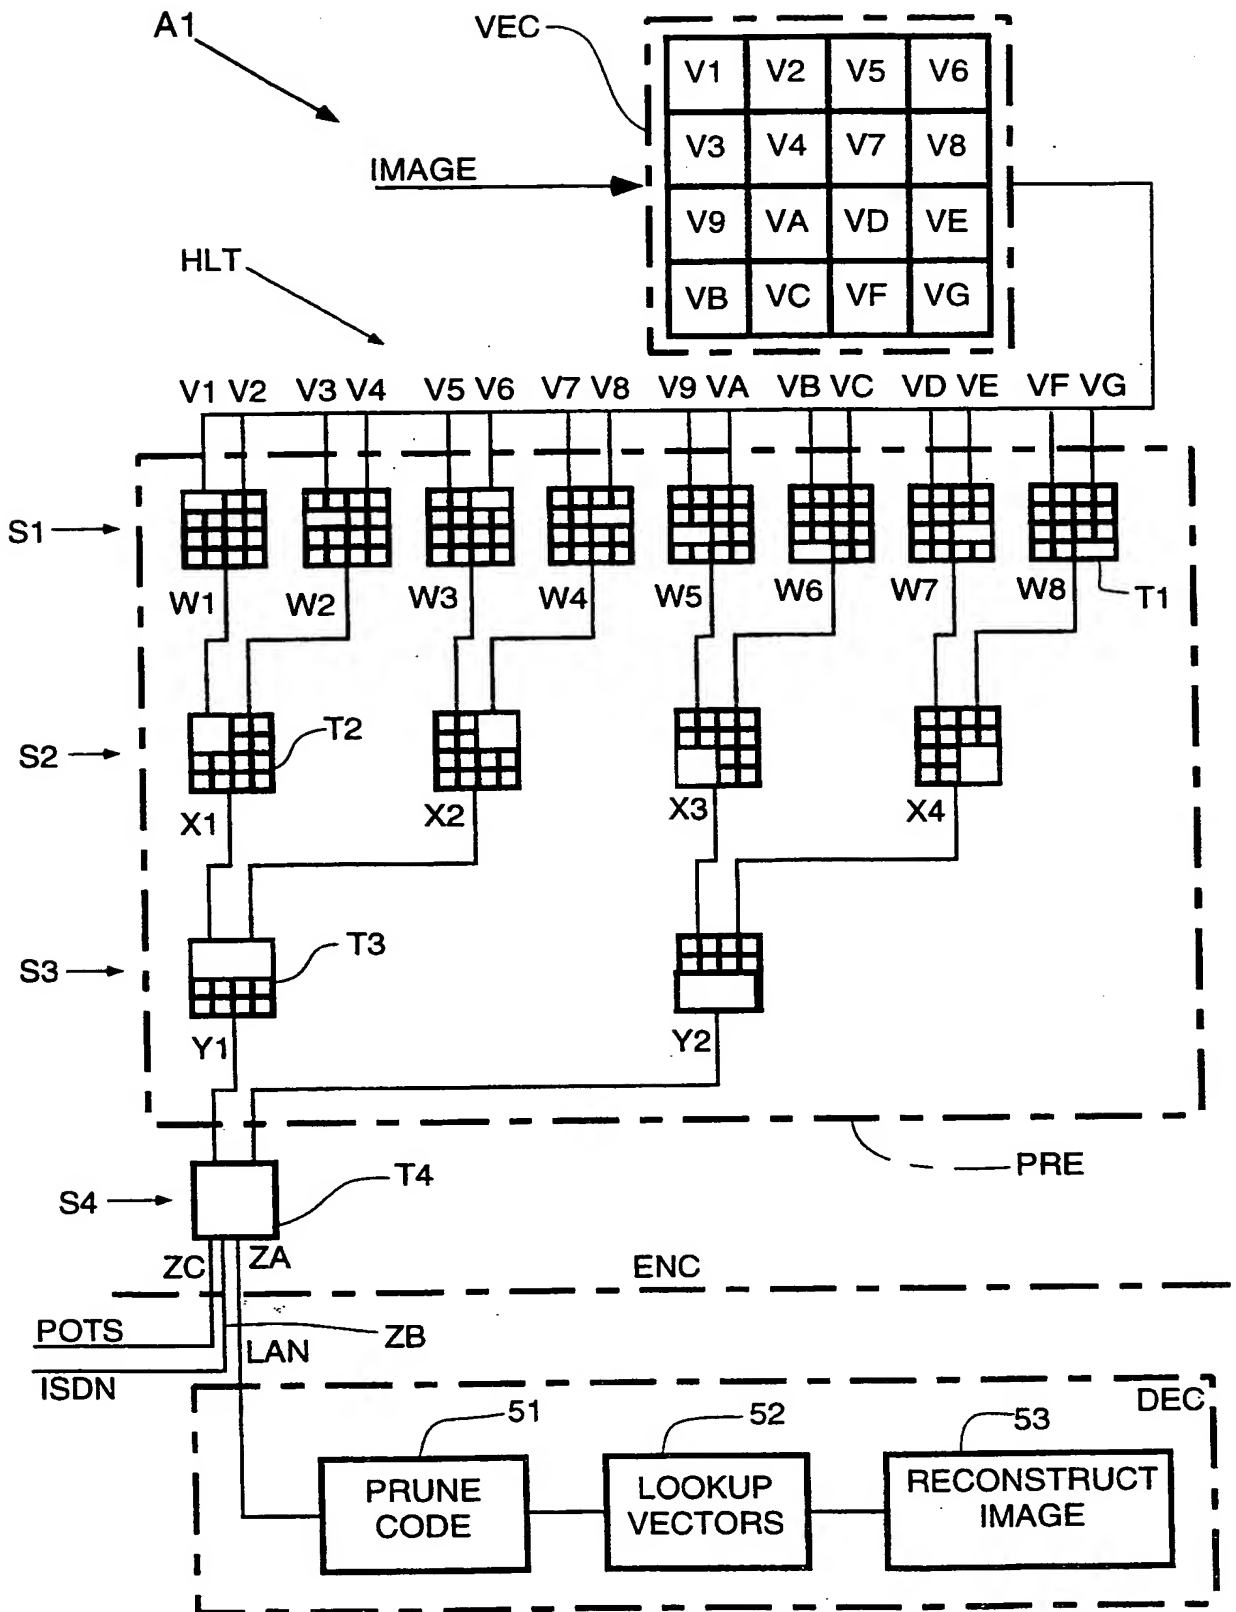 A1
VEC
V1 V2 V5 V6
V3 V4 V7 V8
IMAGE
V9 VA VD VE
HLT
VB VC VF VG
V1 V2 V3 V4 V5 V6 V7 V8 V9 VA VB VC VD VE VF VG
S1
W1 W2 W3 W4 W5 W6 W7 W8 T1
S2 T2
X1 X2 X3 X4
S3 T3
Y1 Y2
PRE
S4 T4
ZC ZA ENC
POTS ZB
LAN
ISDN
DEC
51 52 53
PRUNE
CODE
LOOKUP
VECTORS
RECONSTRUCT
IMAGE